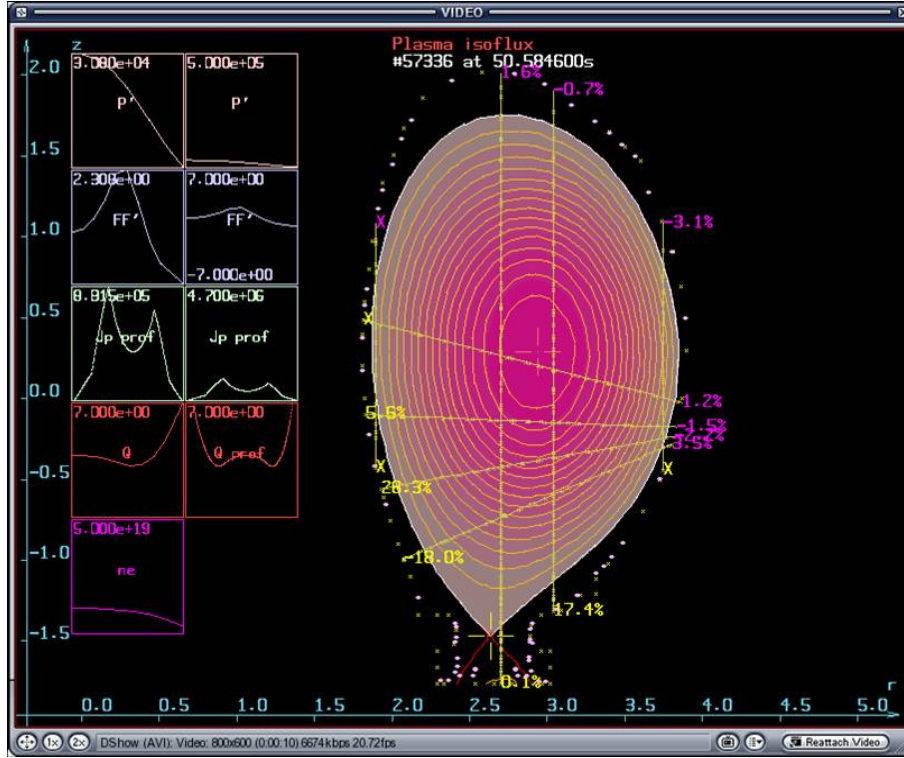 VIDEO
Plasma isoflux
#57336 at 50.584600s
z
2.0
1.5
1.0
0.5
0.0
-0.5
-1.0
-1.5
3.080e+04
P'
5.000e+05
P'
2.308e+00
FF'
7.000e+00
FF'
-7.000e+00
8.815e+05
Jp prof
4.700e+06
Jp prof
7.000e+00
Q
7.000e+00
Q prof
5.000e+19
ne
1.6%
-0.7%
X
-3.1%
X
-1.2%
5.6%
-1.5%
3.5%
X
X
28.3%
-18.0%
17.4%
0.1%
r
0.0 0.5 1.0 1.5 2.0 2.5 3.0 3.5 4.0 4.5 5.0
1x 2x DShow (AVI): Video: 800x600 (0:00:10) 6674kbps 20.72fps Reattach Video